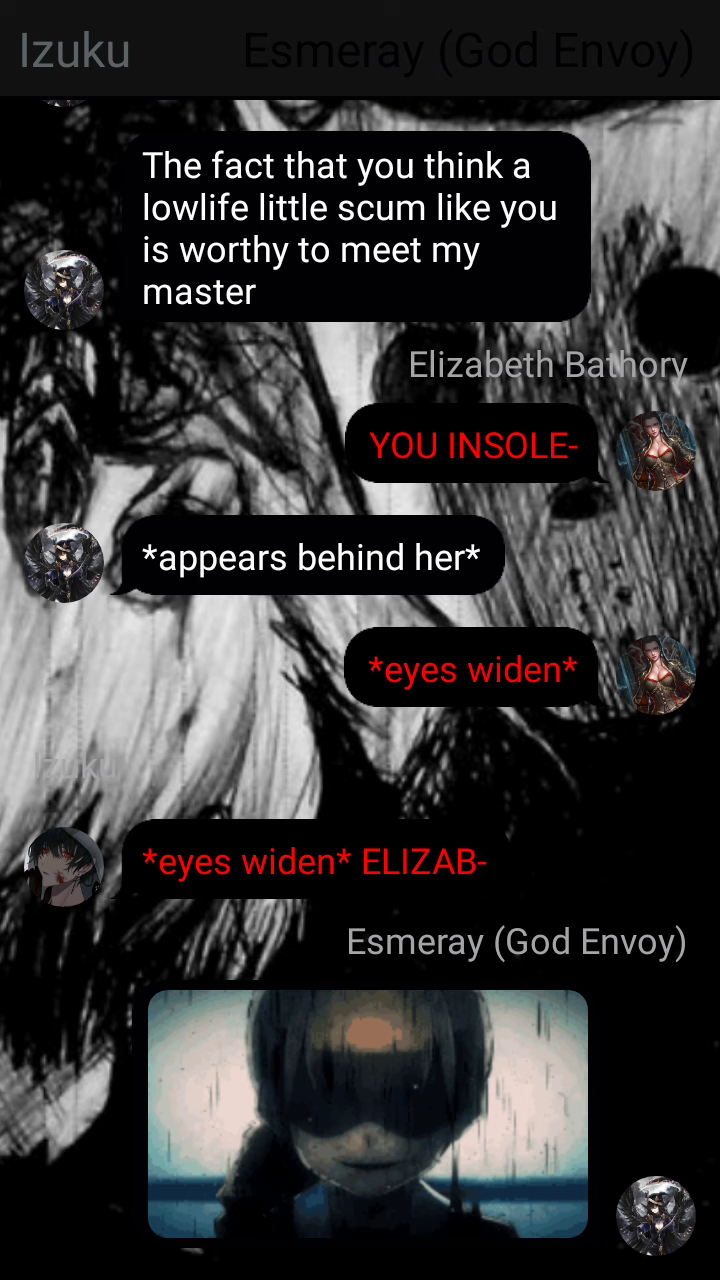 Izuku Esmeray (God Envoy)
The fact that you think a
lowlife little scum like you
is worthy to meet my
master
Elizabeth Bathory
YOU INSOLE-
*appears behind her*
*eyes widen*
Izuku
*eyes widen* ELIZAB-
Esmeray (God Envoy)